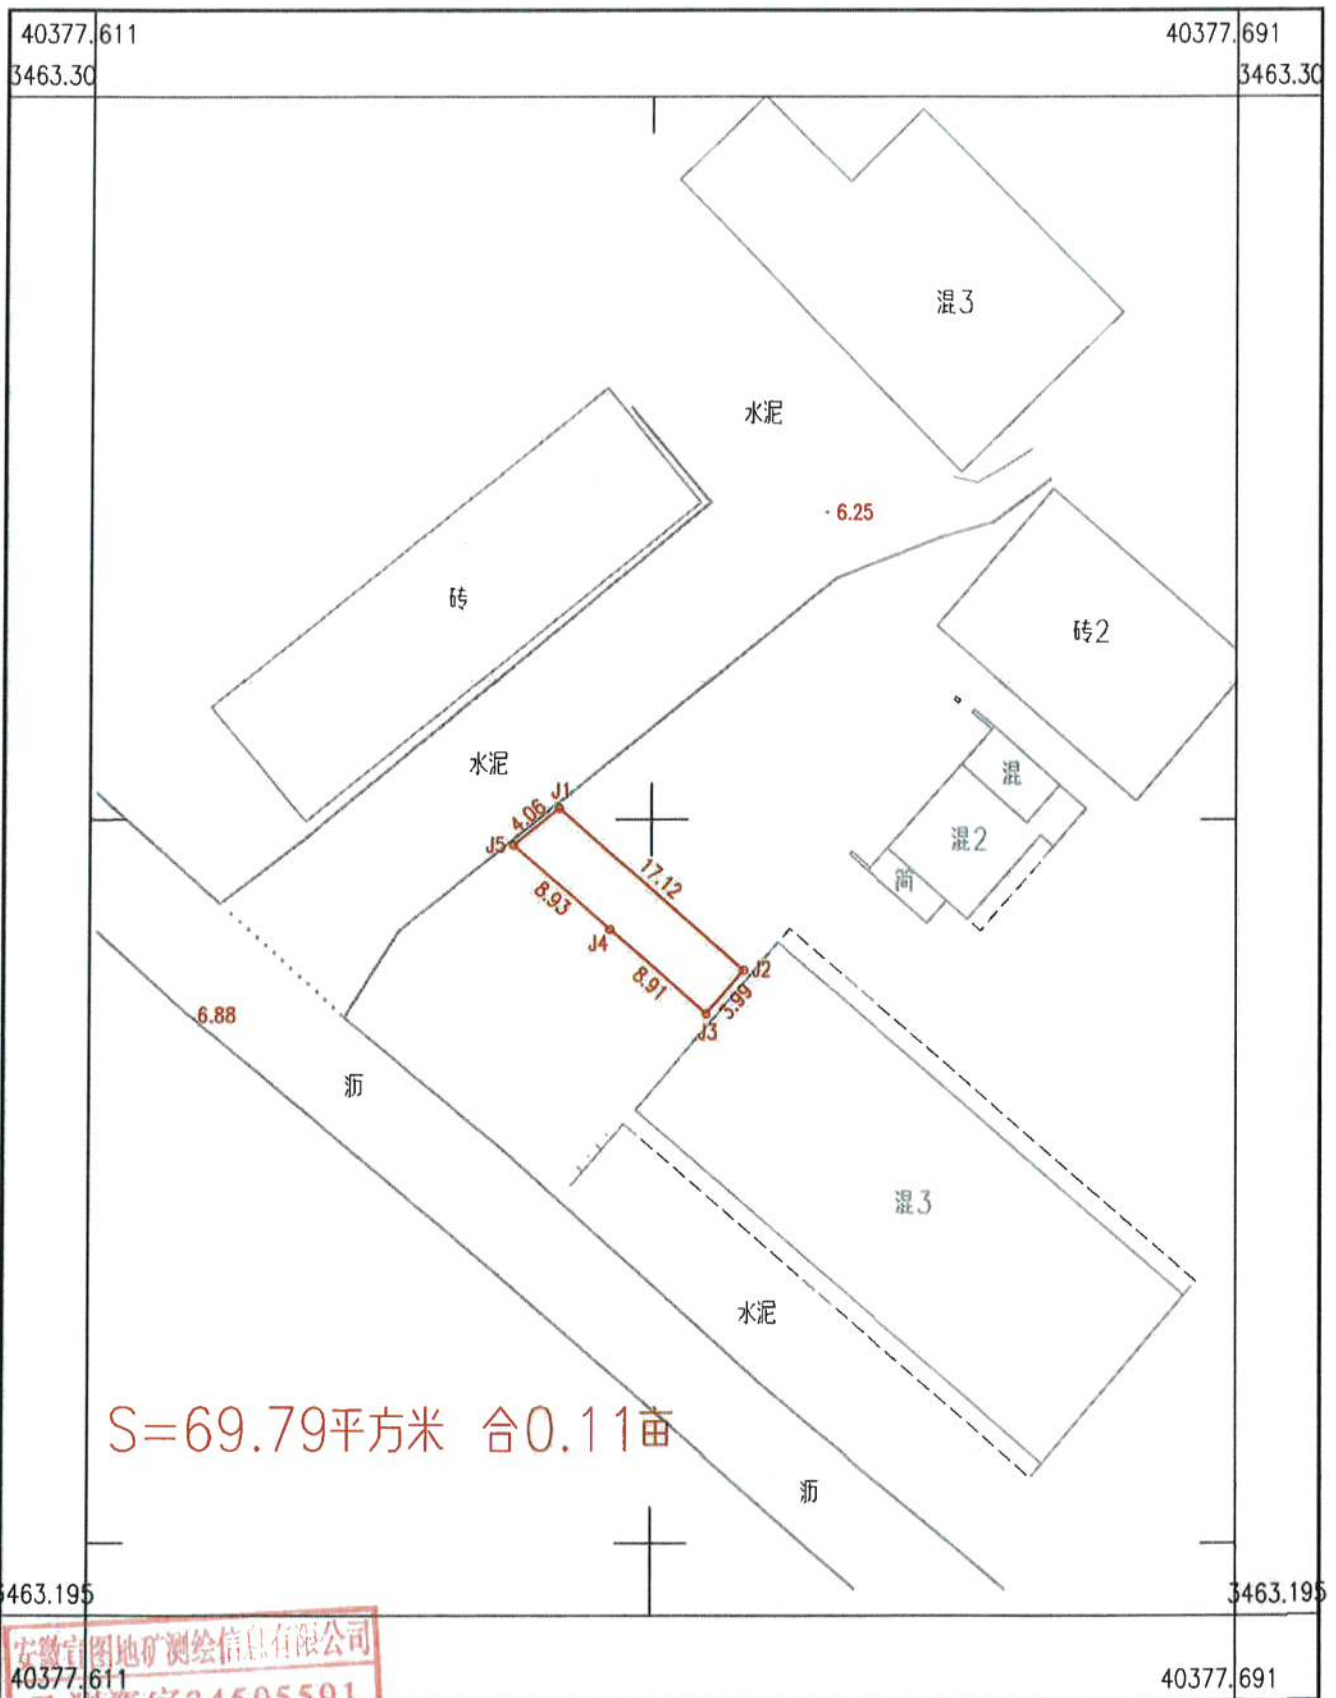 40377.611
40377.691
3463.30
3463.30
混3
水泥
6.25
砖
砖2
水泥
混
J1
4.06
混2
J5
17.12
简
8.93
J4
J2
8.91
3.99
J3
6.88
沥
混3
水泥
S=69.79平方米 合0.11亩
沥
3463.195
3463.195
安徽宣图地矿测绘信息有限公司
40377.611
34505591
40377.691